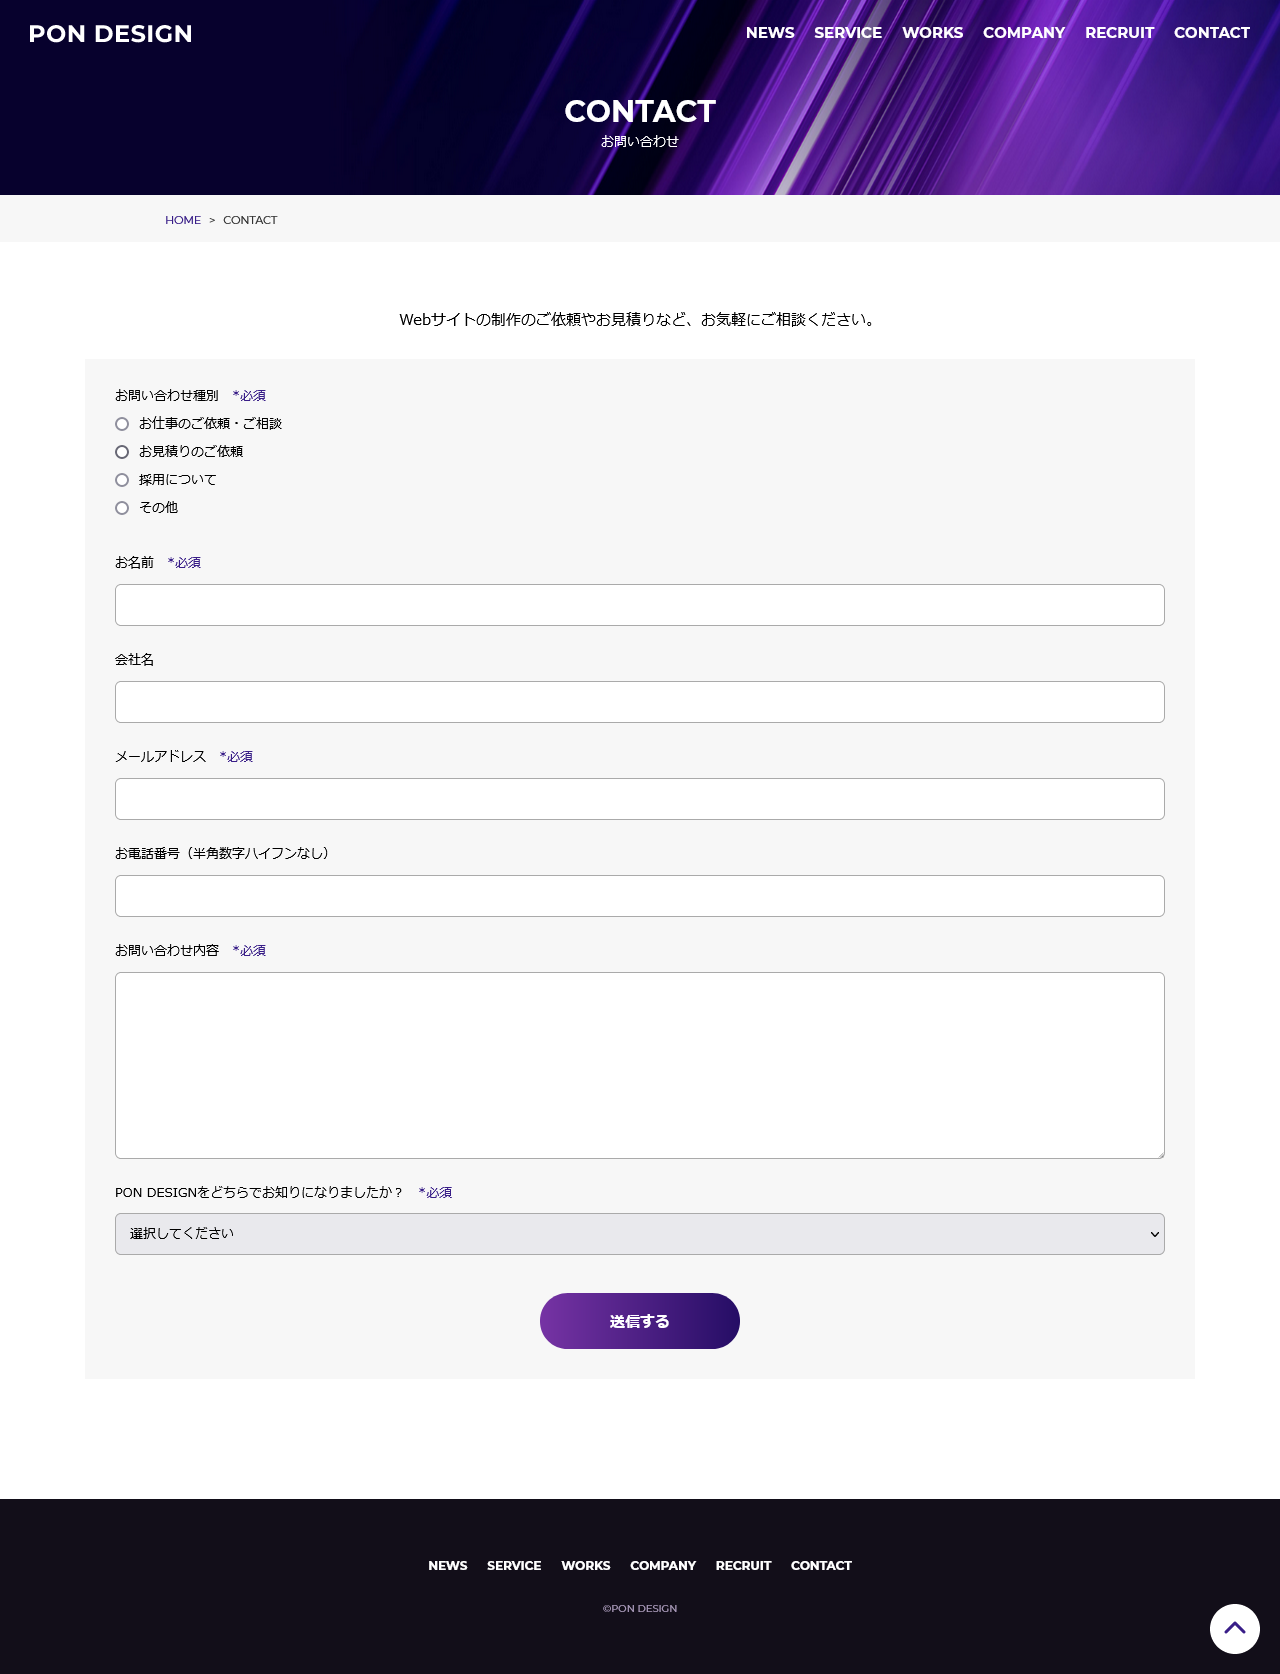 PON DESIGN
NEWS SERVICE WORKS COMPANY RECRUIT CONTACT
CONTACT
お問い合わせ
HOME > CONTACT
Webサイトの制作のご依頼やお見積りなど、お気軽にご相談ください。
お問い合わせ種別 *必須
お仕事のご依頼・ご相談
お見積りのご依頼
採用について
その他
お名前 *必須
会社名
メールアドレス *必須
お電話番号（半角数字ハイフンなし）
お問い合わせ内容 *必須
PON DESIGNをどちらでお知りになりましたか？ *必須
選択してください
送信する
NEWS SERVICE WORKS COMPANY RECRUIT CONTACT
©PON DESIGN